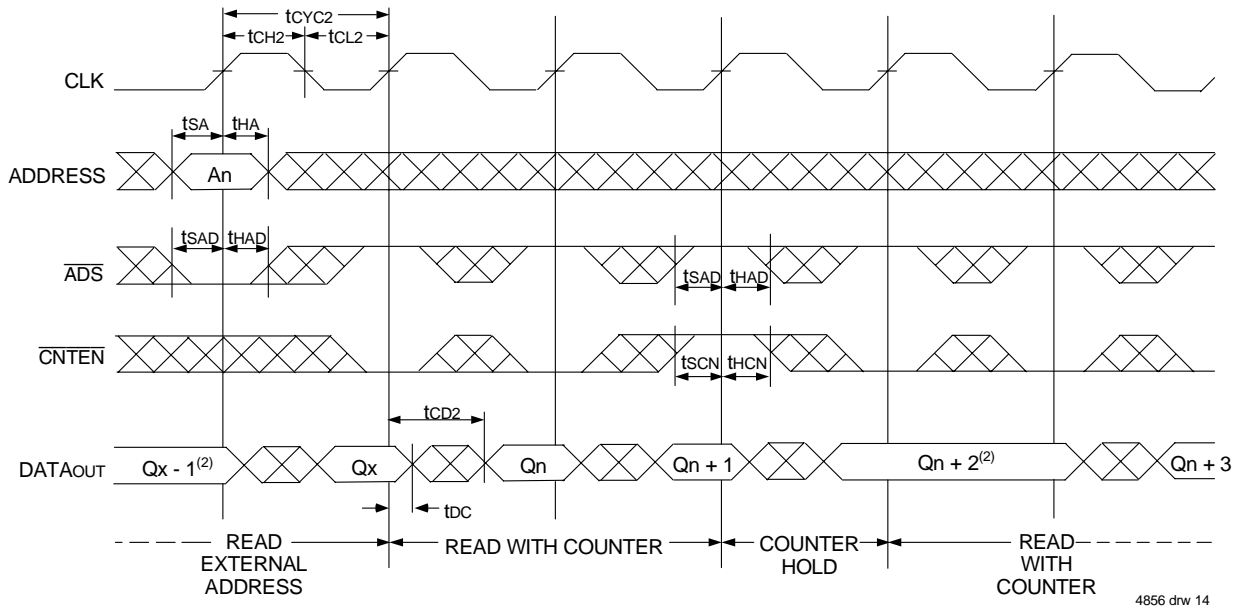 tCYC2
tCH2 tCL2
CLK
tSA tHA
ADDRESS An
tSAD tHAD
ADS
tSAD tHAD
CNTEN
tSCN tHCN
tCD2
DATAOUT Qx - 1(2) Qx Qn Qn + 1 Qn + 2(2) Qn + 3
tDC
READ EXTERNAL ADDRESS
READ WITH COUNTER
COUNTER HOLD
READ WITH COUNTER
4856 drw 14